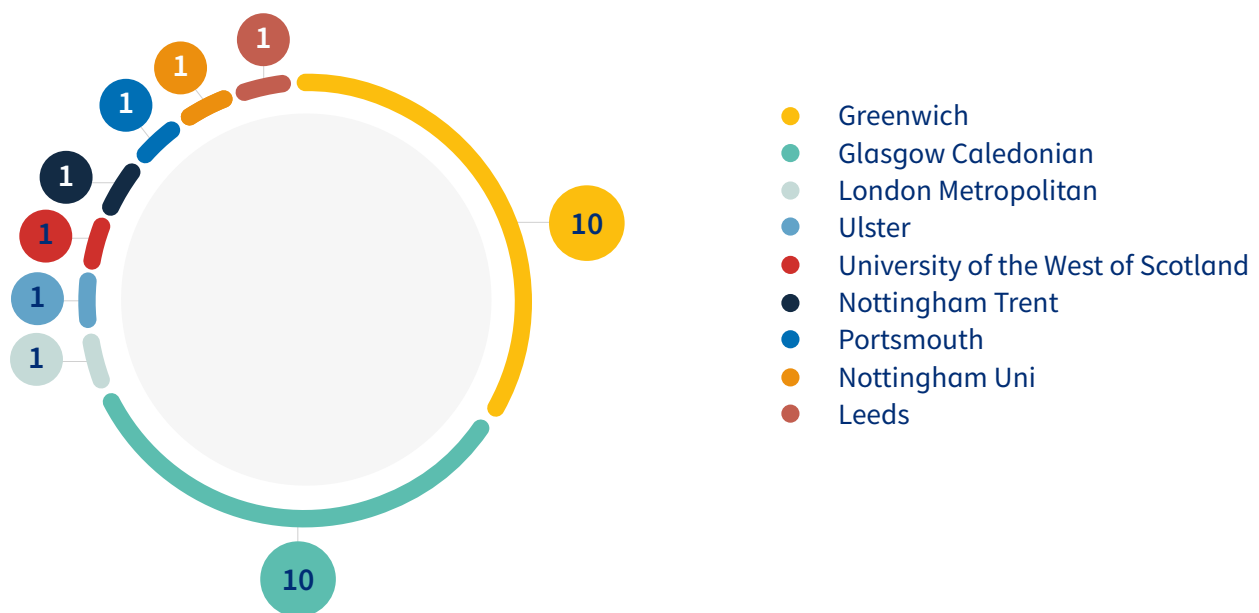 1
1
1
1
1
1
1
10
10
Greenwich
Glasgow Caledonian
London Metropolitan
Ulster
University of the West of Scotland
Nottingham Trent
Portsmouth
Nottingham Uni
Leeds